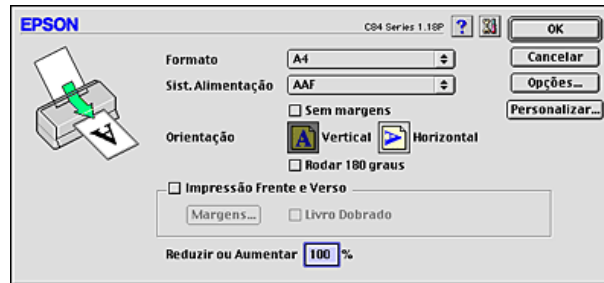 EPSON
C84 Series 1.18P ?
OK
Formato A4
Cancelar
Sist. Alimentação AAF
Opções...
Sem margens
Personalizar...
Orientação A Vertical A Horizontal
Rodar 180 graus
Impressão Frente e Verso
Margens... Livro Dobrado
Reduzir ou Aumentar 100 %
A